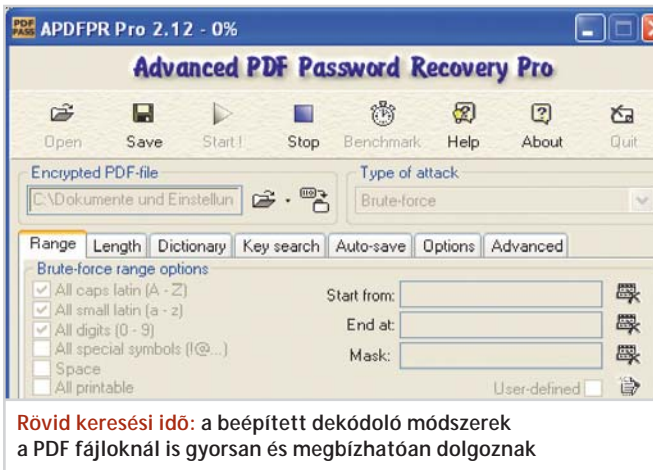 PDF
PASS
APDFPR Pro 2.12 - 0%
Advanced PDF Password Recovery Pro
Open Save Start! Stop Benchmark Help About Quit
Encrypted PDF-file
Type of attack
C:\Dokumente und Einstellun
Brute-force
Range Length Dictionary Key search Auto-save Options Advanced
Brute-force range options
All caps latin (A - Z)
All small latin (a - z)
All digits (0 - 9)
All special symbols (!@...)
Space
All printable
Start from:
End at:
Mask:
User-defined
Rövid keresési idõ: a beépített dekódoló módszerek
a PDF fájloknál is gyorsan és megbízhatóan dolgoznak